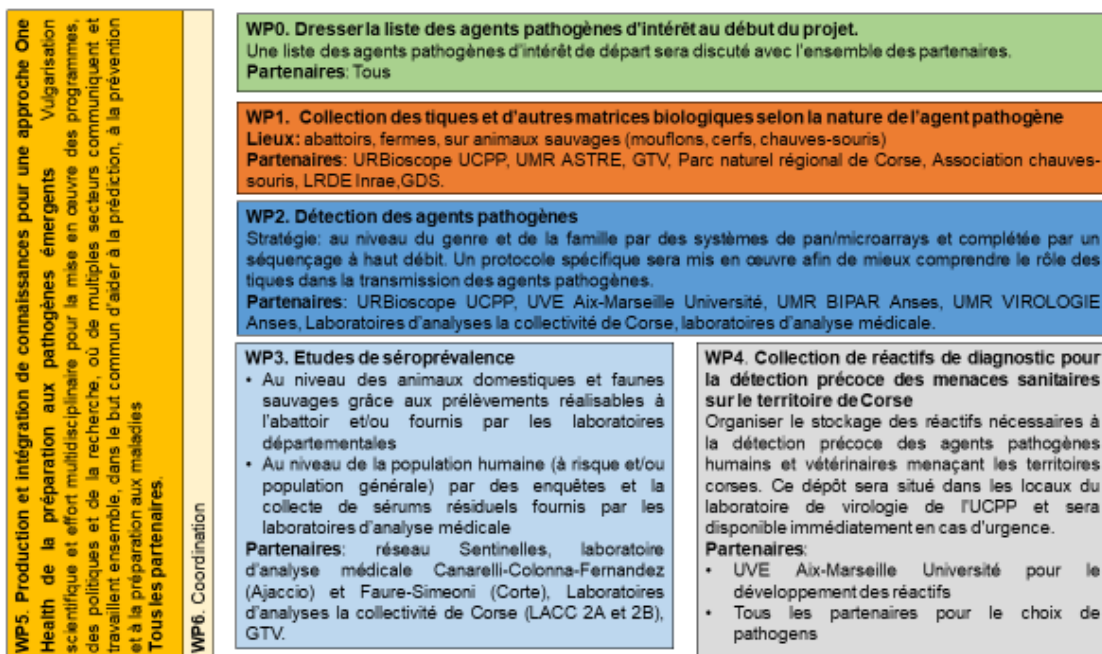 WP5. Production et intégration de connaissances pour une approche One
Health de la préparation aux pathogènes émergents Vulgarisation
scientifique et effort multidisciplinaire pour la mise en œuvre des programmes,
des politiques et de la recherche, où de multiples secteurs communiquent et
travaillent ensemble, dans le but commun d'aider à la prédiction, à la prévention
et à la préparation aux maladies
Tous les partenaires.
WP6. Coordination
WP0. Dresser la liste des agents pathogènes d'intérêt au début du projet.
Une liste des agents pathogènes d'intérêt de départ sera discuté avec l'ensemble des partenaires.
Partenaires: Tous
WP1. Collection des tiques et d'autres matrices biologiques selon la nature de l'agent pathogène
Lieux: abattoirs, fermes, sur animaux sauvages (mouflons, cerfs, chauves-souris)
Partenaires: URBioscope UCPP, UMR ASTRE, GTV, Parc naturel régional de Corse, Association chauves-
souris, LRDE Inrae,GDS.
WP2. Détection des agents pathogènes
Stratégie: au niveau du genre et de la famille par des systèmes de pan/microarrays et complétée par un
séquençage à haut débit. Un protocole spécifique sera mis en œuvre afin de mieux comprendre le rôle des
tiques dans la transmission des agents pathogènes.
Partenaires: URBioscope UCPP, UVE Aix-Marseille Université, UMR BIPAR Anses, UMR VIROLOGIE
Anses, Laboratoires d'analyses la collectivité de Corse, laboratoires d'analyse médicale.
WP3. Etudes de séroprévalence
• Au niveau des animaux domestiques et faunes
sauvages grâce aux prélèvements réalisables à
l'abattoir et/ou fournis par les laboratoires
départementales
• Au niveau de la population humaine (à risque et/ou
population générale) par des enquêtes et la
collecte de sérums résiduels fournis par les
laboratoires d'analyse médicale
Partenaires: réseau Sentinelles, laboratoire
d'analyse médicale Canarelli-Colonna-Fernandez
(Ajaccio) et Faure-Simeoni (Corte), Laboratoires
d'analyses la collectivité de Corse (LACC 2A et 2B),
GTV.
WP4. Collection de réactifs de diagnostic pour
la détection précoce des menaces sanitaires
sur le territoire de Corse
Organiser le stockage des réactifs nécessaires à
la détection précoce des agents pathogènes
humains et vétérinaires menaçant les territoires
corses. Ce dépôt sera situé dans les locaux du
laboratoire de virologie de l'UCPP et sera
disponible immédiatement en cas d'urgence.
Partenaires:
• UVE Aix-Marseille Université pour le
développement des réactifs
• Tous les partenaires pour le choix de
pathogens